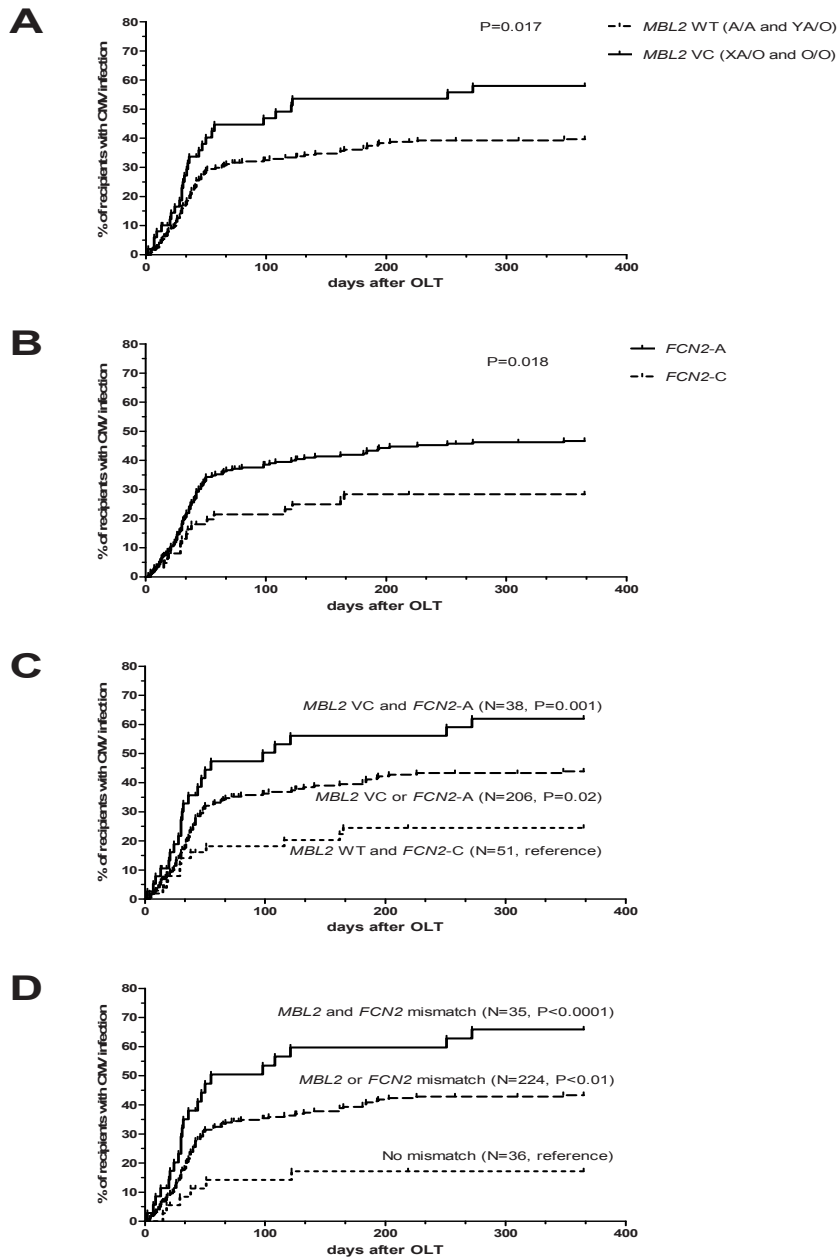 A
P=0.017
MBL2 WT (A/A and YA/O)
MBL2 VC (XA/O and O/O)
% of recipients with CMV infection
80
70
60
50
40
30
20
10
0
0 100 200 300 400
days after OLT
B
P=0.018
FCN2-A
FCN2-C
% of recipients with CMV infection
80
70
60
50
40
30
20
10
0
0 100 200 300 400
days after OLT
C
% of recipients with CMV infection
80
70
60
50
40
30
20
10
0
MBL2 VC and FCN2-A (N=38, P=0.001)
MBL2 VC or FCN2-A (N=206, P=0.02)
MBL2 WT and FCN2-C (N=51, reference)
0 100 200 300 400
days after OLT
D
% of recipients with CMV infection
80
70
60
50
40
30
20
10
0
MBL2 and FCN2 mismatch (N=35, P<0.0001)
MBL2 or FCN2 mismatch (N=224, P<0.01)
No mismatch (N=36, reference)
0 100 200 300 400
days after OLT